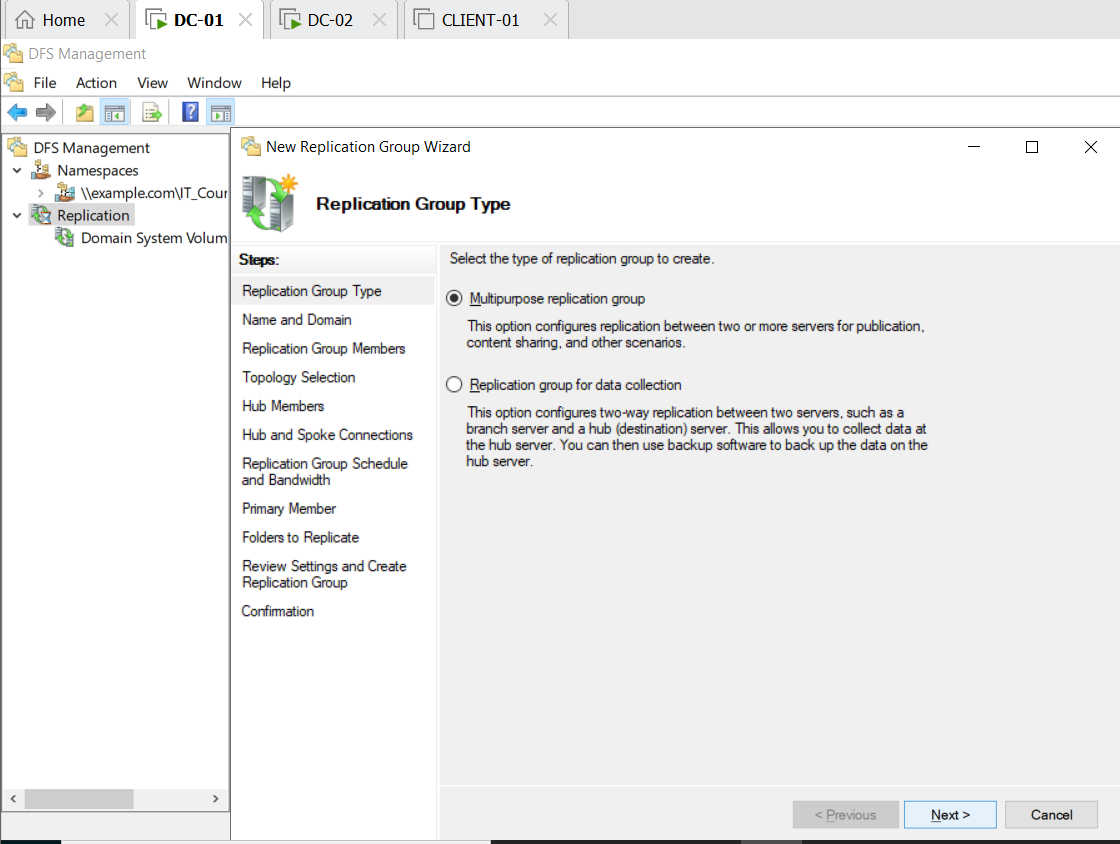 Home
DC-01
DC-02
CLIENT-01
DFS Management
File Action View Window Help
DFS Management
Namespaces
\\example.com\IT_Cour
Replication
Domain System Volum
New Replication Group Wizard
Replication Group Type
Steps:
Replication Group Type
Name and Domain
Replication Group Members
Topology Selection
Hub Members
Hub and Spoke Connections
Replication Group Schedule
and Bandwidth
Primary Member
Folders to Replicate
Review Settings and Create
Replication Group
Confirmation
Select the type of replication group to create.
Multipurpose replication group
This option configures replication between two or more servers for publication,
content sharing, and other scenarios.
Replication group for data collection
This option configures two-way replication between two servers, such as a
branch server and a hub (destination) server. This allows you to collect data at
the hub server. You can then use backup software to back up the data on the
hub server.
< Previous
Next >
Cancel